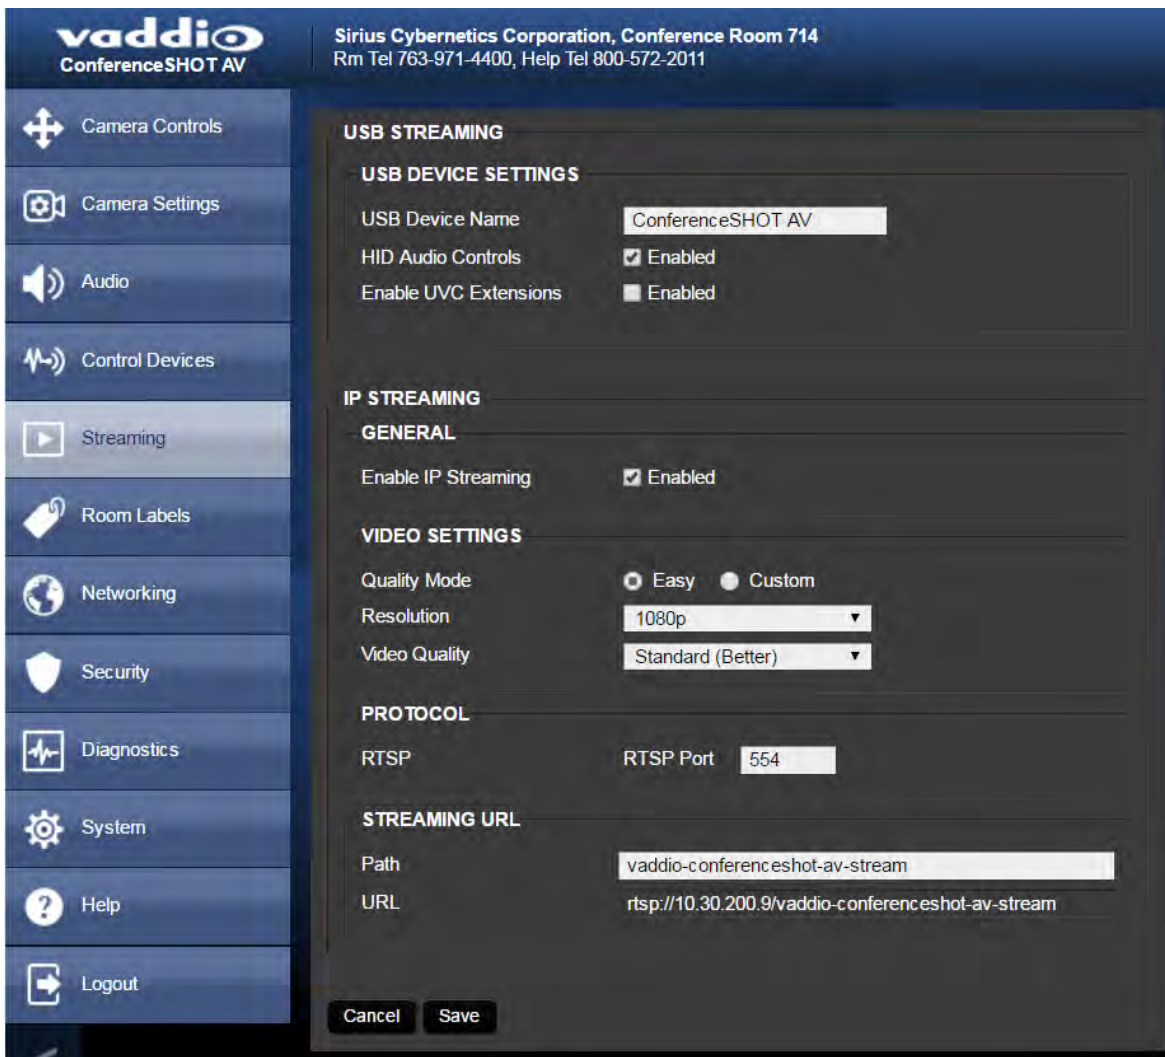 vaddio
ConferenceSHOT AV
Sirius Cybernetics Corporation, Conference Room 714
Rm Tel 763-971-4400, Help Tel 800-572-2011
Camera Controls
Camera Settings
Audio
Control Devices
Streaming
Room Labels
Networking
Security
Diagnostics
System
Help
Logout
USB STREAMING
USB DEVICE SETTINGS
USB Device Name ConferenceSHOT AV
HID Audio Controls Enabled
Enable UVC Extensions Enabled
IP STREAMING
GENERAL
Enable IP Streaming Enabled
VIDEO SETTINGS
Quality Mode Easy Custom
Resolution 1080p
Video Quality Standard (Better)
PROTOCOL
RTSP RTSP Port 554
STREAMING URL
Path vaddio-conferenceshot-av-stream
URL rtsp://10.30.200.9/vaddio-conferenceshot-av-stream
Cancel Save